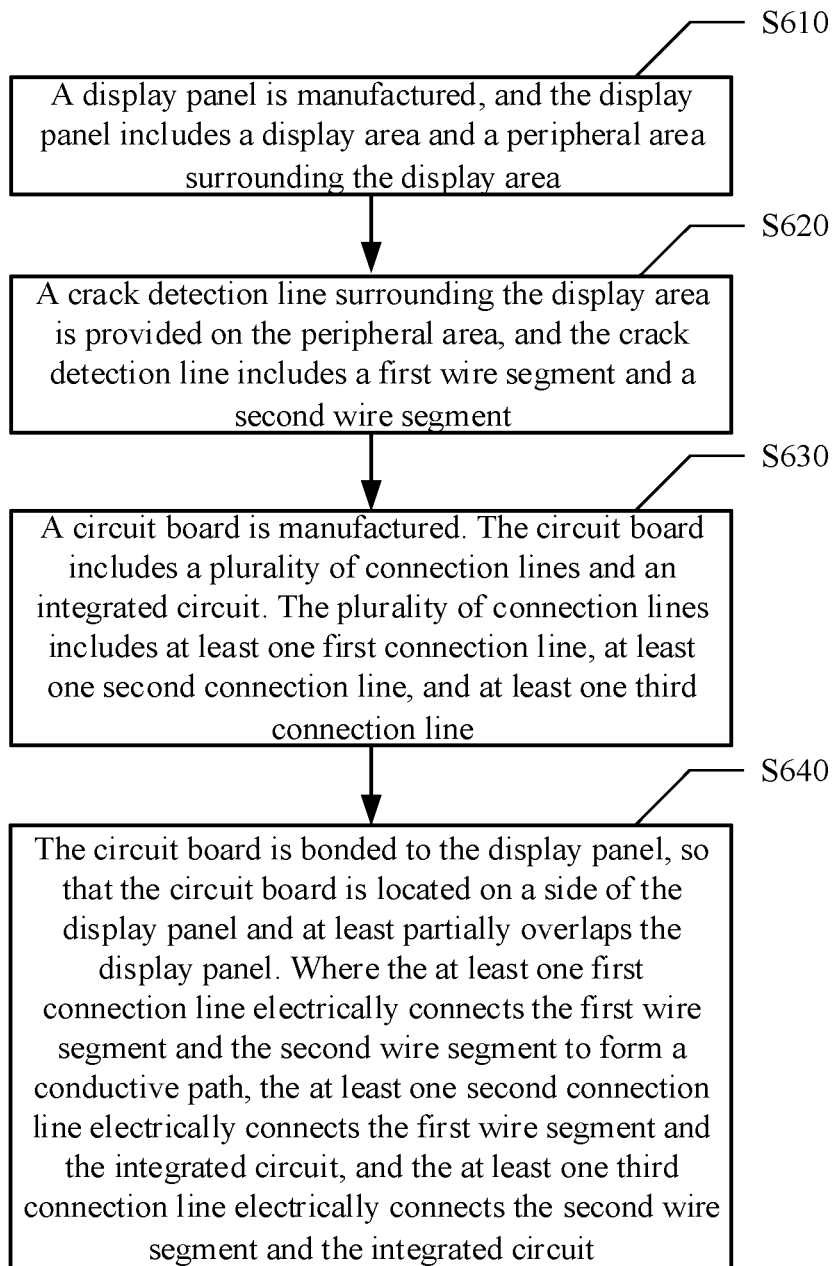 S610
A display panel is manufactured, and the display
panel includes a display area and a peripheral area
surrounding the display area
S620
A crack detection line surrounding the display area
is provided on the peripheral area, and the crack
detection line includes a first wire segment and a
second wire segment
S630
A circuit board is manufactured. The circuit board
includes a plurality of connection lines and an
integrated circuit. The plurality of connection lines
includes at least one first connection line, at least
one second connection line, and at least one third
connection line
S640
The circuit board is bonded to the display panel, so
that the circuit board is located on a side of the
display panel and at least partially overlaps the
display panel. Where the at least one first
connection line electrically connects the first wire
segment and the second wire segment to form a
conductive path, the at least one second connection
line electrically connects the first wire segment and
the integrated circuit, and the at least one third
connection line electrically connects the second wire
segment and the integrated circuit